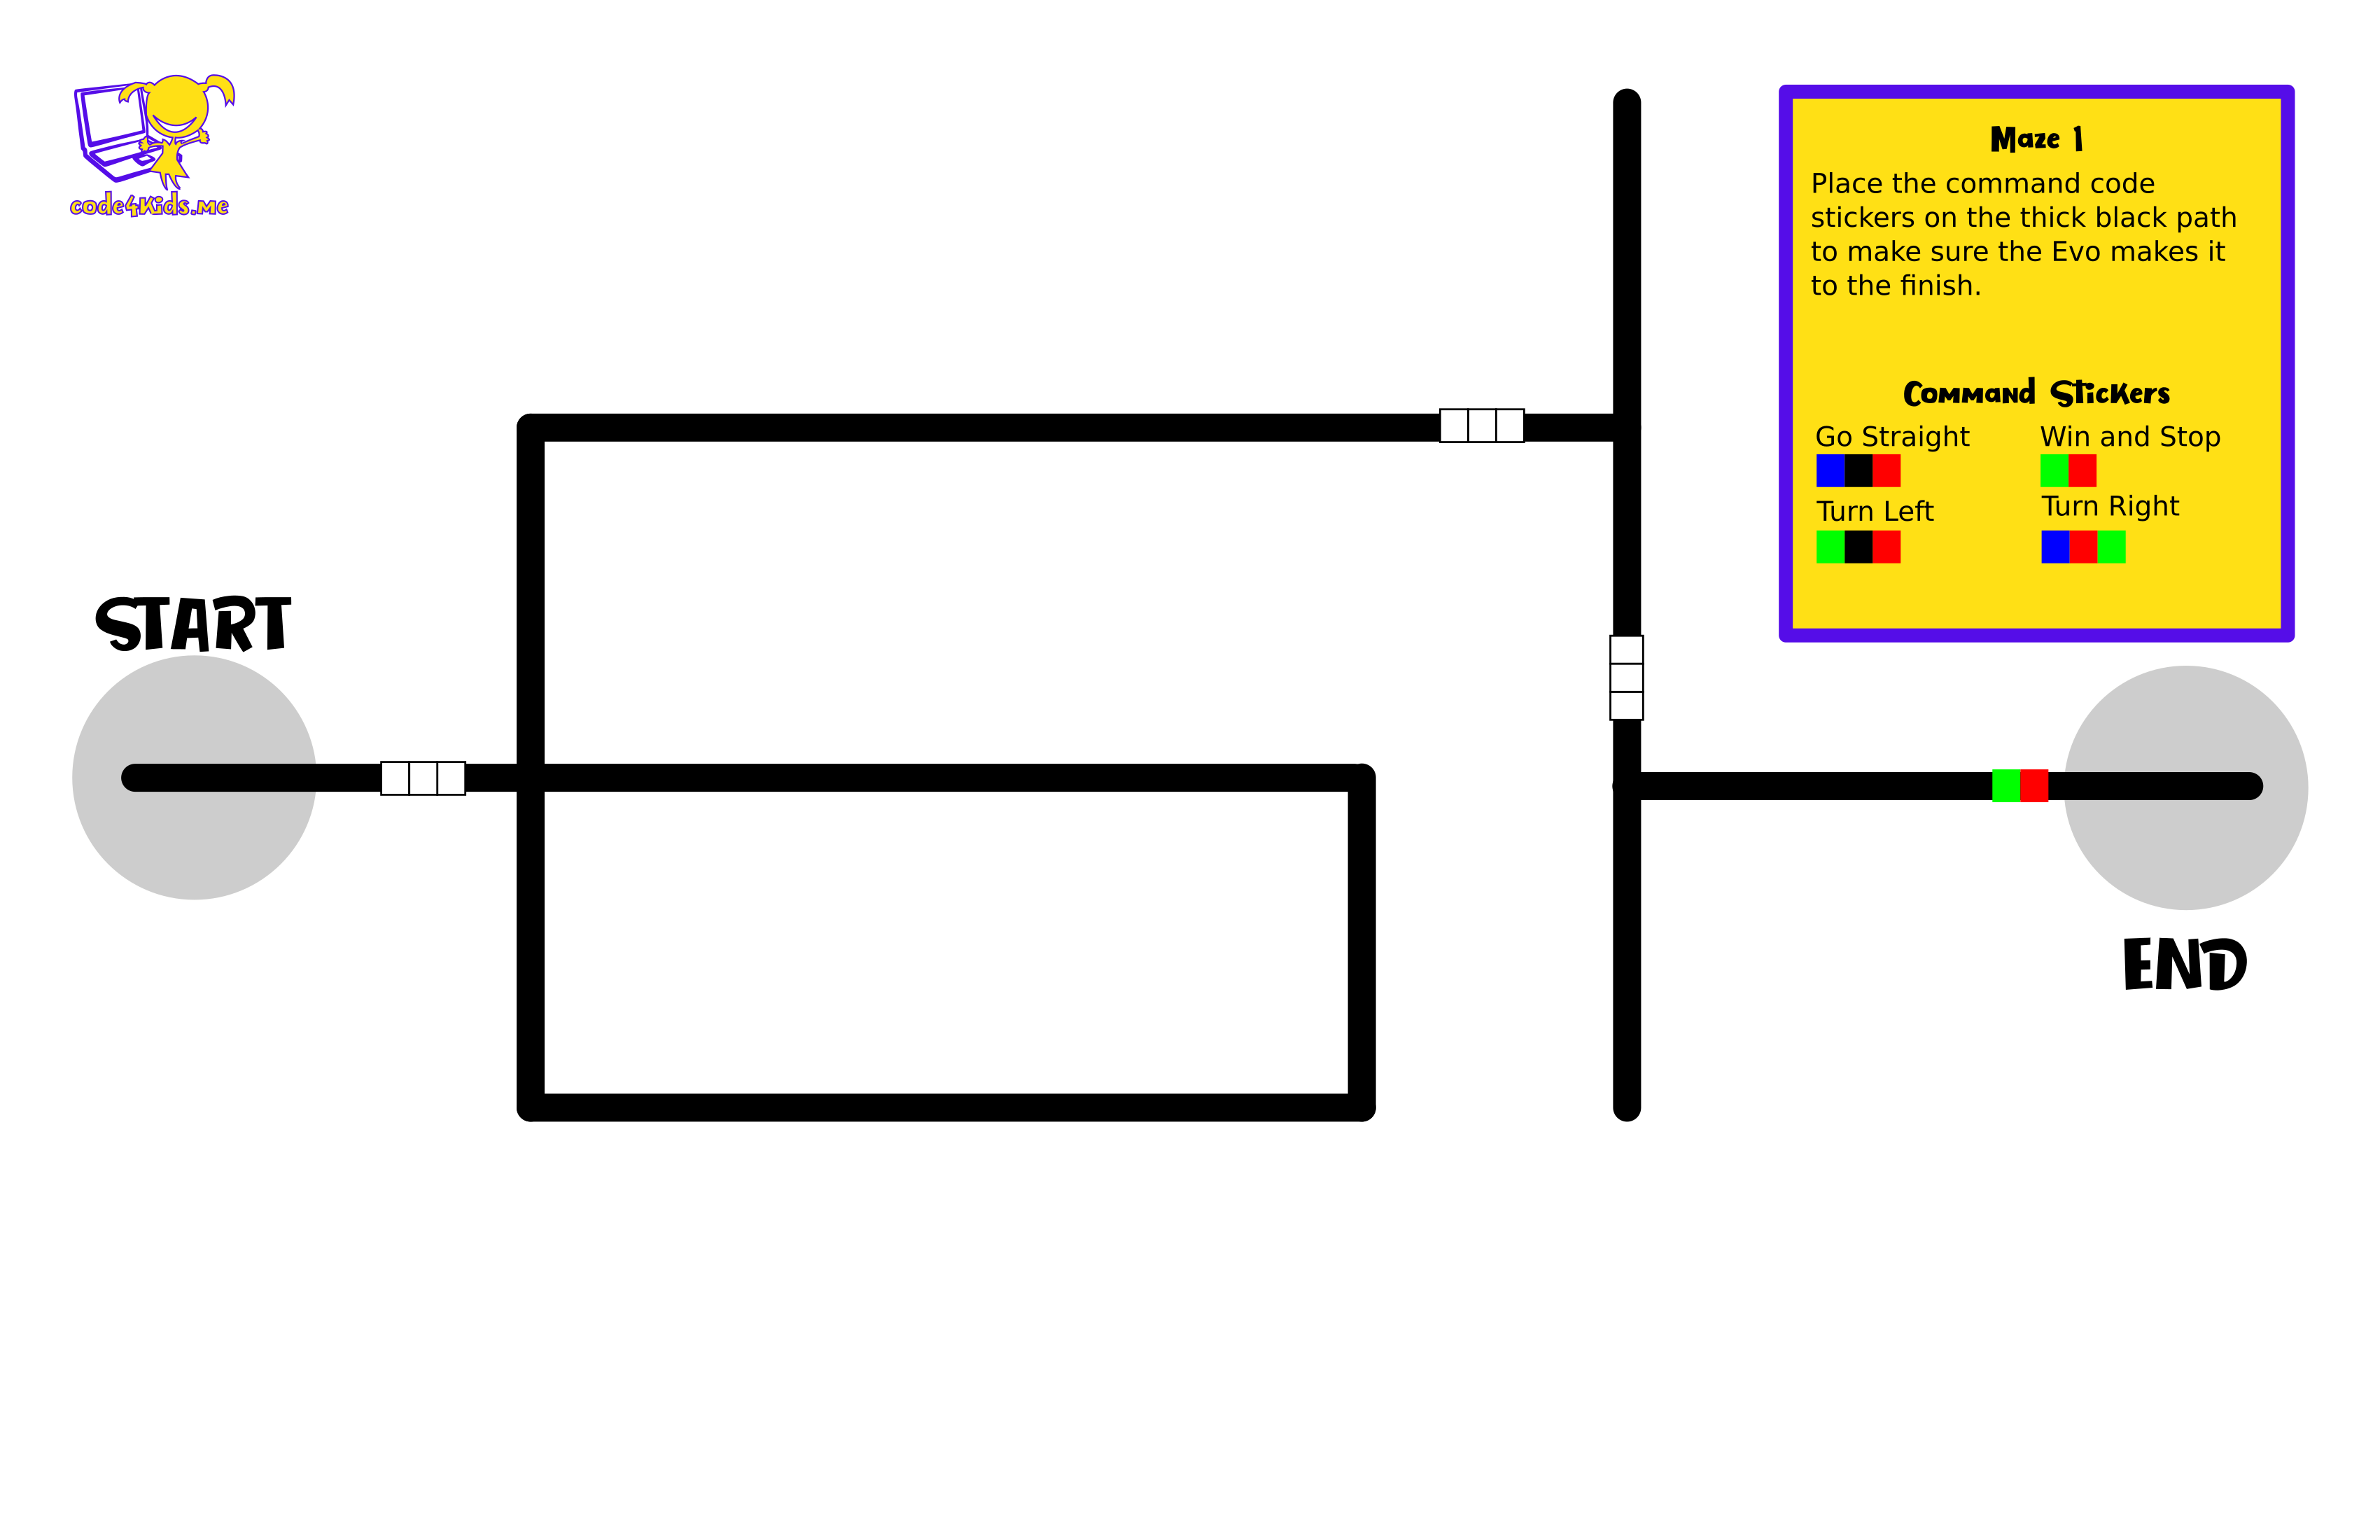 code4kids.me
Maze 1
Place the command code
stickers on the thick black path
to make sure the Evo makes it
to the finish.
Command Stickers
Go Straight
Win and Stop
Turn Left
Turn Right
START
END